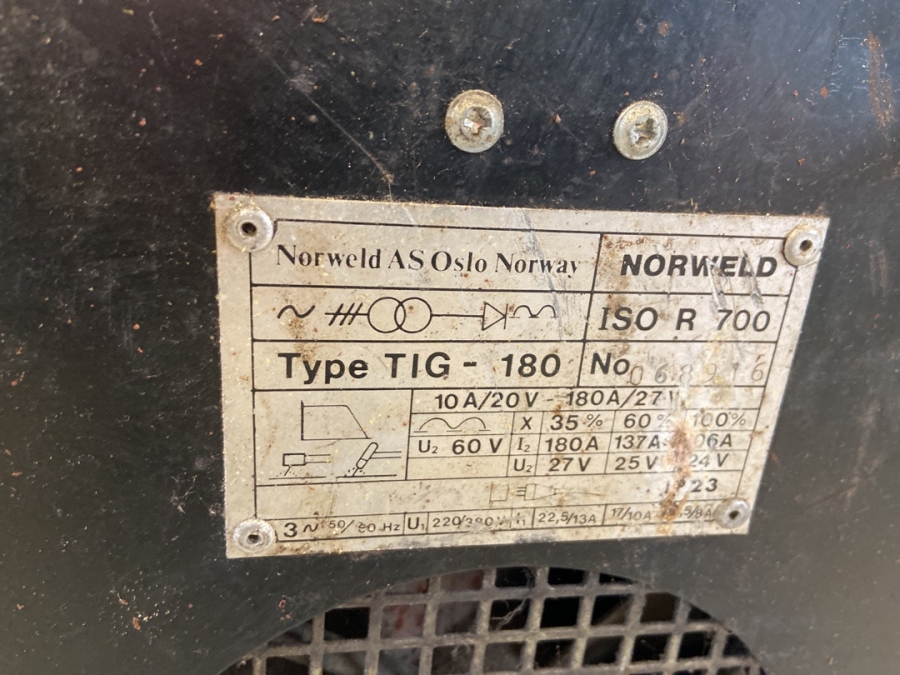 Norweld AS Oslo Norway NORWELD
ISO R 700
Type TIG - 180 No 068916
10A/20V - 180A/27V
X 35% 60% 100%
U2 60V I2 180A 137A 106A
U2 27V 25V 24V
IP23
3~ 50/60 Hz U1 220/380V I1 22,5/13A 17/10A